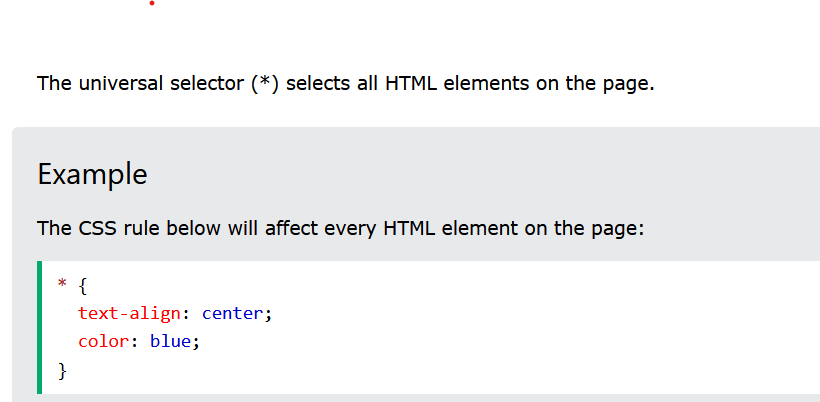 The universal selector (*) selects all HTML elements on the page.
Example
The CSS rule below will affect every HTML element on the page:
* {
  text-align: center;
  color: blue;
}